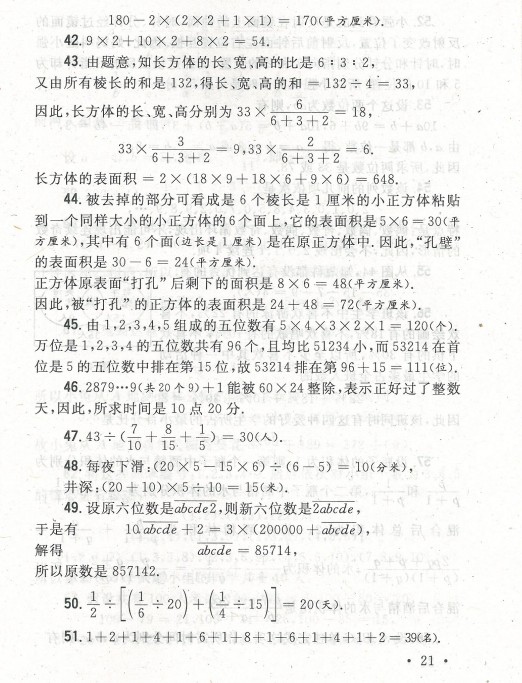 180－2×(2×2＋1×1)＝170(平方厘米).
42. 9×2＋10×2＋8×2＝54.
43. 由题意,知长方体的长、宽、高的比是 6∶3∶2,
又由所有棱长的和是 132,得长、宽、高的和＝132÷4＝33,
因此,长方体的长、宽、高分别为 33×6/(6＋3＋2)＝18,
33×3/(6＋3＋2)＝9,33×2/(6＋3＋2)＝6.
长方体的表面积＝2×(18×9＋18×6＋9×6)＝648.
44. 被去掉的部分可看成是 6 个棱长是 1 厘米的小正方体粘贴
到一个同样大小的小正方体的6个面上,它的表面积是5×6＝30(平
方厘米),其中有 6 个面(边长是1厘米)是在原正方体中. 因此,“孔壁”
的表面积是 30－6＝24(平方厘米).
正方体原表面“打孔”后剩下的面积是 8×6＝48(平方厘米).
因此,被“打孔”的正方体的表面积是 24＋48＝72(平方厘米).
45. 由 1,2,3,4,5 组成的五位数有 5×4×3×2×1＝120(个).
万位是 1,2,3,4 的五位数共有 96 个,且均比 51234 小,而 53214 在首
位是 5 的五位数中排在第 15 位,故 53214 排在第 96＋15＝111(位).
46. 2879…9(共20个9)＋1能被 60×24 整除,表示正好过了整数
天,因此,所求时间是 10 点 20 分.
47. 43÷(7/10＋8/15＋1/5)＝30(人).
48. 每夜下滑:(20×5－15×6)÷(6－5)＝10(分米),
井深:(20＋10)×5÷10＝15(米).
49. 设原六位数是abcde2,则新六位数是2abcde,
于是有 10 abcde＋2＝3×(200000＋abcde),
解得 abcde＝85714,
所以原数是 857142.
50. 1/2÷[(1/6÷20)＋(1/4÷15)]＝20(天).
51. 1＋2＋1＋4＋1＋6＋1＋8＋1＋6＋1＋4＋1＋2＝39(名).
• 21 •